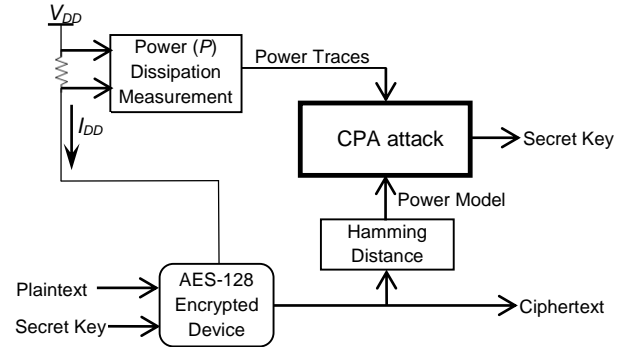 VDD
Power (P)
Dissipation
Measurement
Power Traces
IDD
CPA attack
Secret Key
Power Model
Hamming
Distance
AES-128
Encrypted
Device
Plaintext
Secret Key
Ciphertext